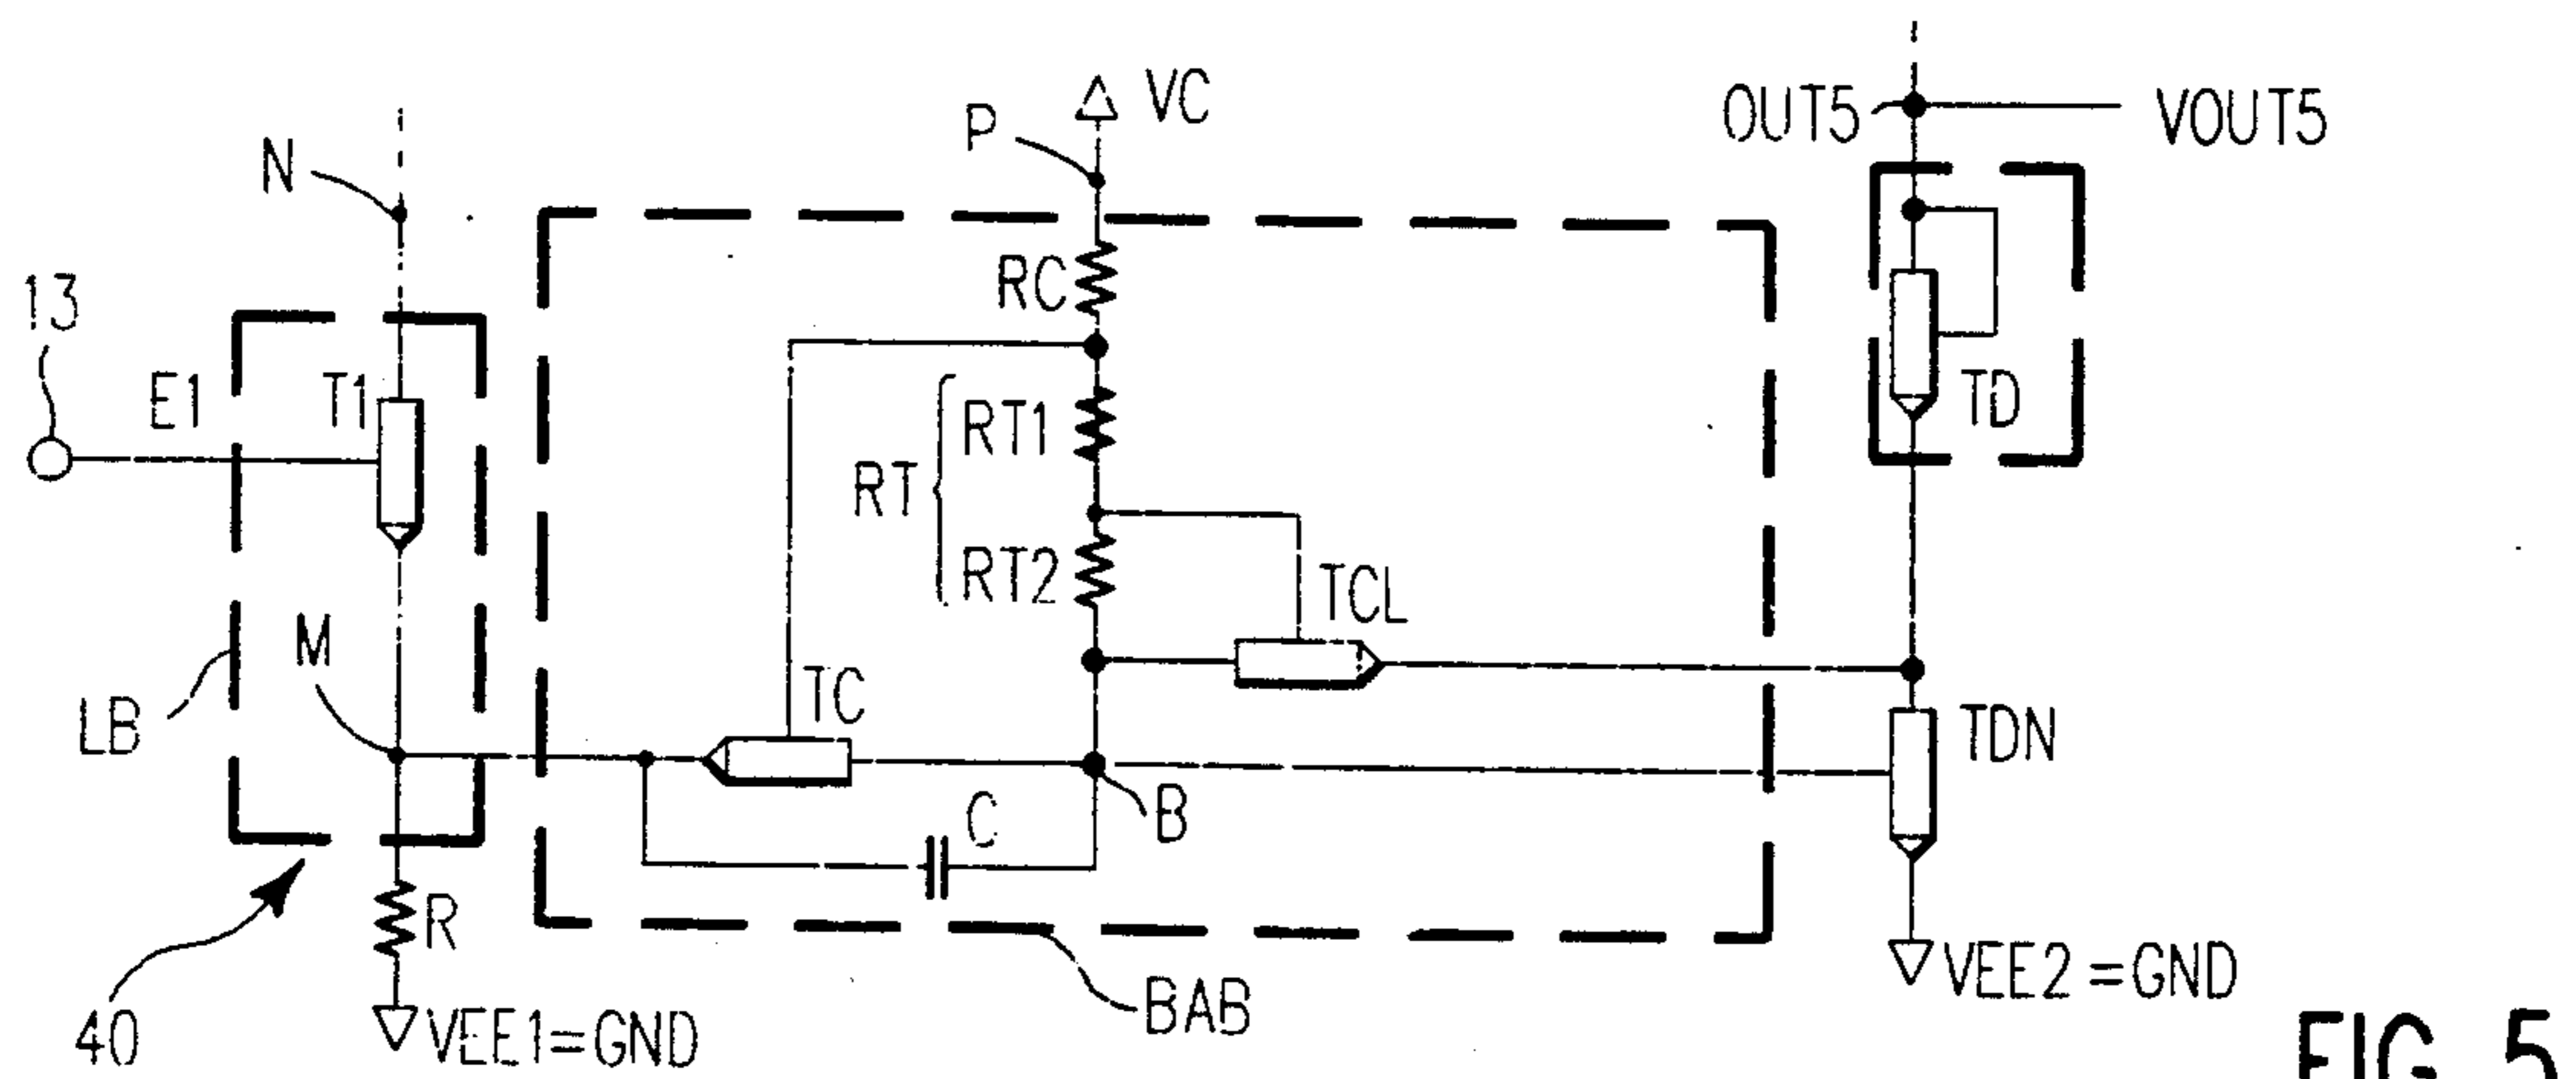 VC
P
OUT5
VOUT5
N
RC
13
E1
T1
RT1
TD
RT
RT2
TCL
M
TC
LB
TDN
C
B
R
VEE2=GND
BAB
40
VEE1=GND
FIG. 5